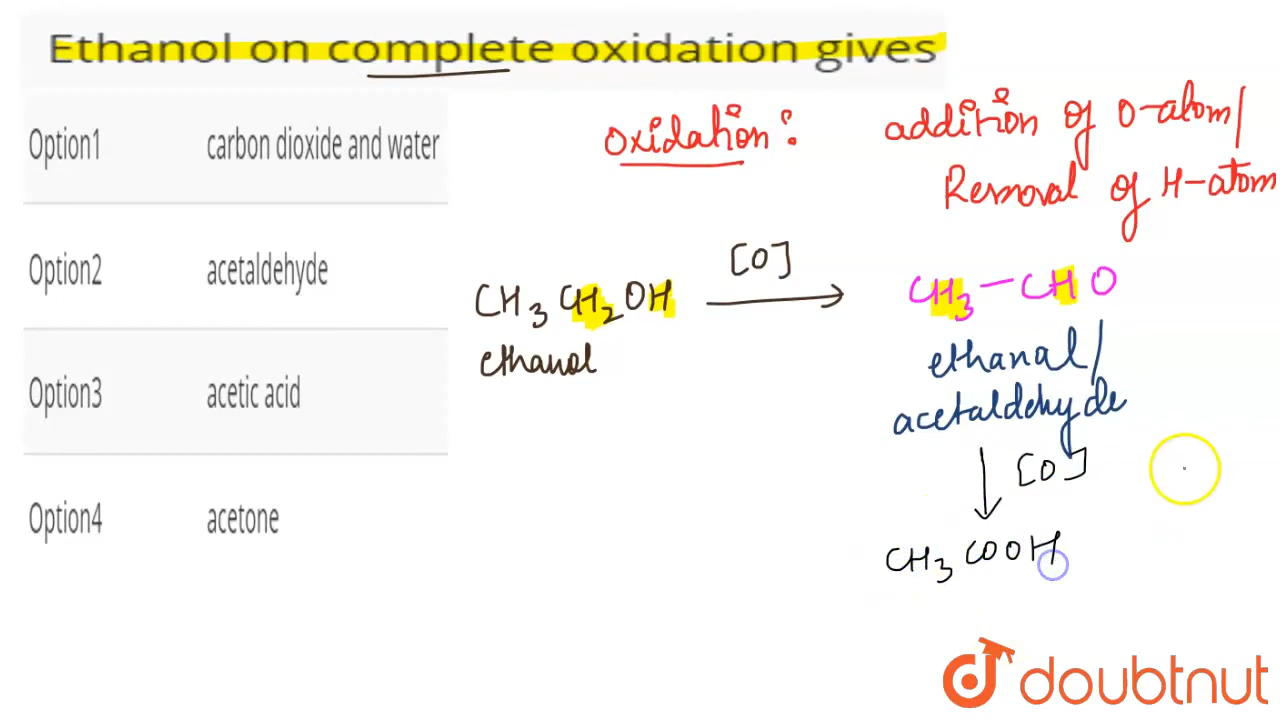 Ethanol on complete oxidation gives
Option1 carbon dioxide and water
Option2 acetaldehyde
Option3 acetic acid
Option4 acetone
Oxidation: addition of O-atom/
Removal of H-atom
CH3CH2OH [O] CH3-CHO
ethanol
ethanal/
acetaldehyde
[O]
CH3COOH
doubtnut